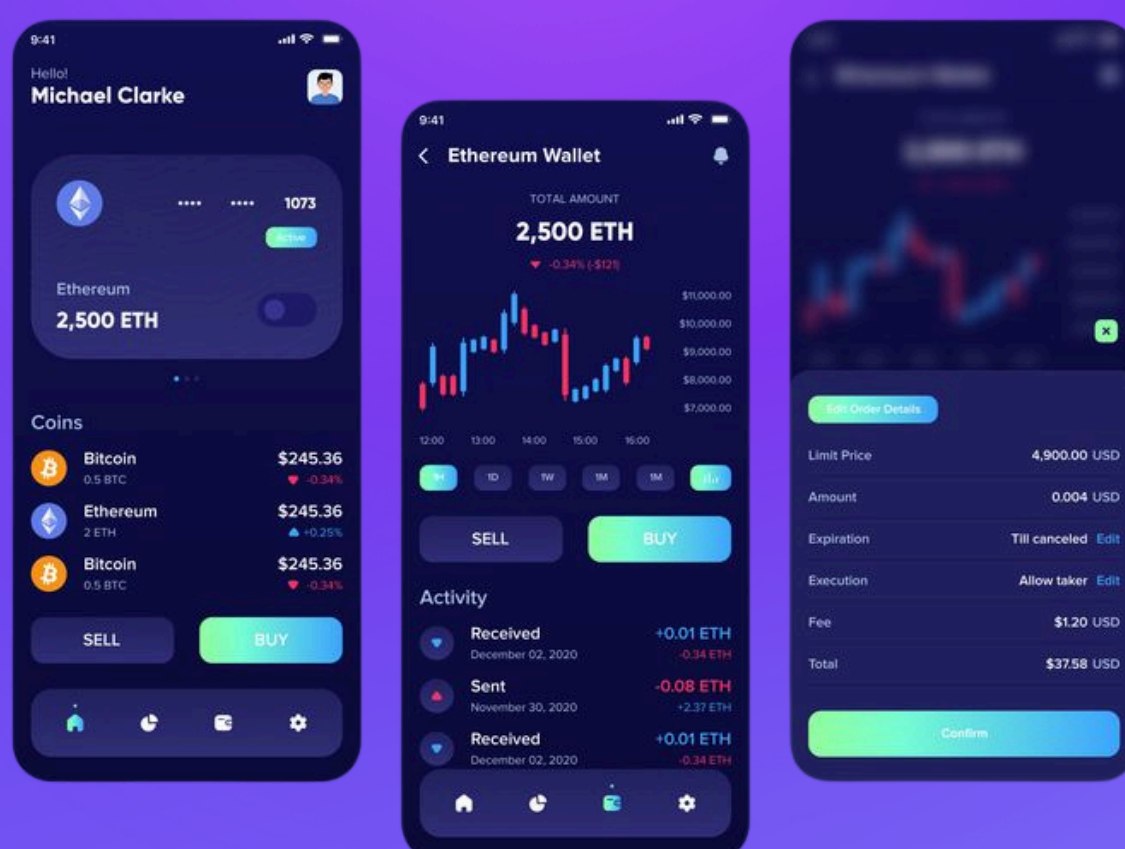 9:41
Hello!
Michael Clarke
•••• •••• 1073
Active
Ethereum
2,500 ETH
Coins
Bitcoin $245.36
0.5 BTC -0.34%
Ethereum $245.36
2 ETH +0.25%
Bitcoin $245.36
0.5 BTC -0.34%
SELL BUY
9:41
Ethereum Wallet
TOTAL AMOUNT
2,500 ETH
-0.34% (-$121)
$11,000.00
$10,000.00
$9,000.00
$8,000.00
$7,000.00
12:00 13:00 14:00 15:00 16:00
1H 1D 1W 1M 1M
SELL BUY
Activity
Received +0.01 ETH
December 02, 2020 -0.34 ETH
Sent -0.08 ETH
November 30, 2020 +2.37 ETH
Received +0.01 ETH
December 02, 2020 -0.34 ETH
Edit Order Details
Limit Price 4,900.00 USD
Amount 0.004 USD
Expiration Till canceled Edit
Execution Allow taker Edit
Fee $1.20 USD
Total $37.58 USD
Confirm